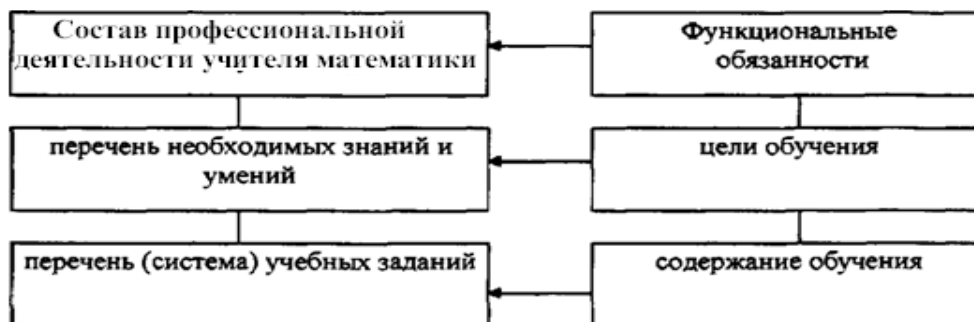 Состав профессиональной
деятельности учителя математики
Функциональные
обязанности
перечень необходимых знаний и
умений
цели обучения
перечень (система) учебных заданий
содержание обучения